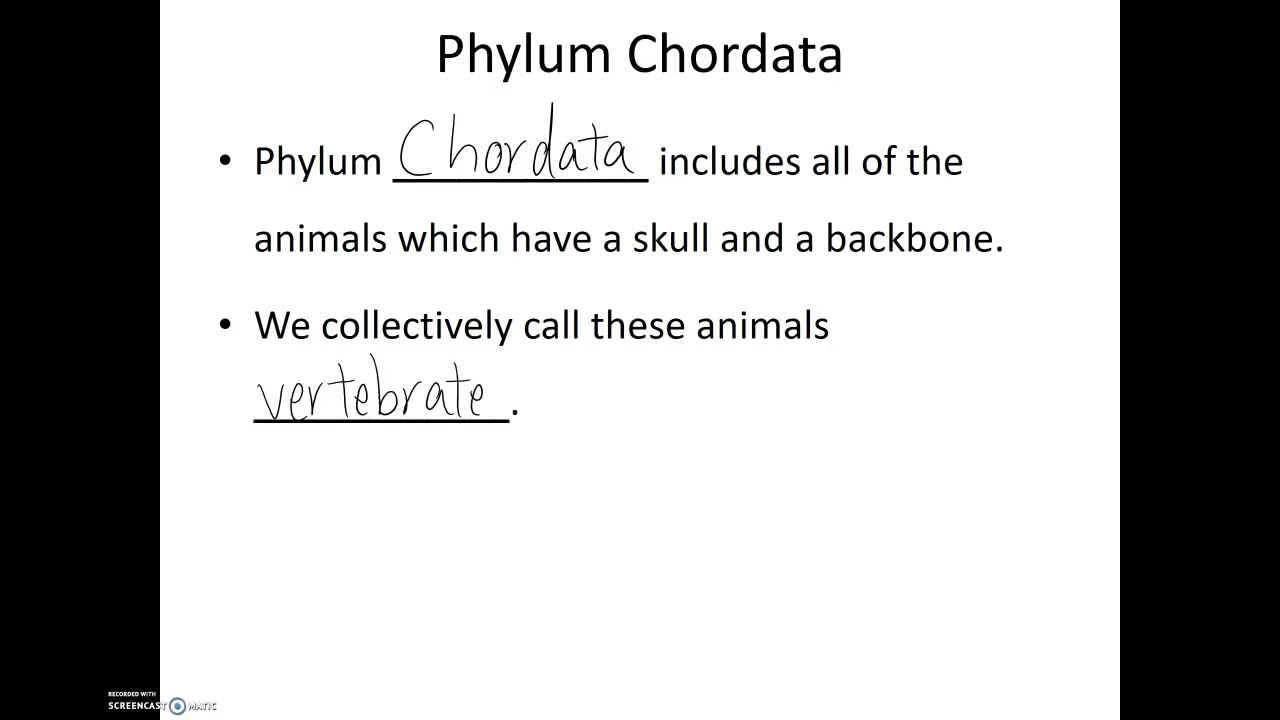 Phylum Chordata
• Phylum Chordata includes all of the
animals which have a skull and a backbone.
• We collectively call these animals
vertebrate.
RECORDED WITH
SCREENCAST MATIC